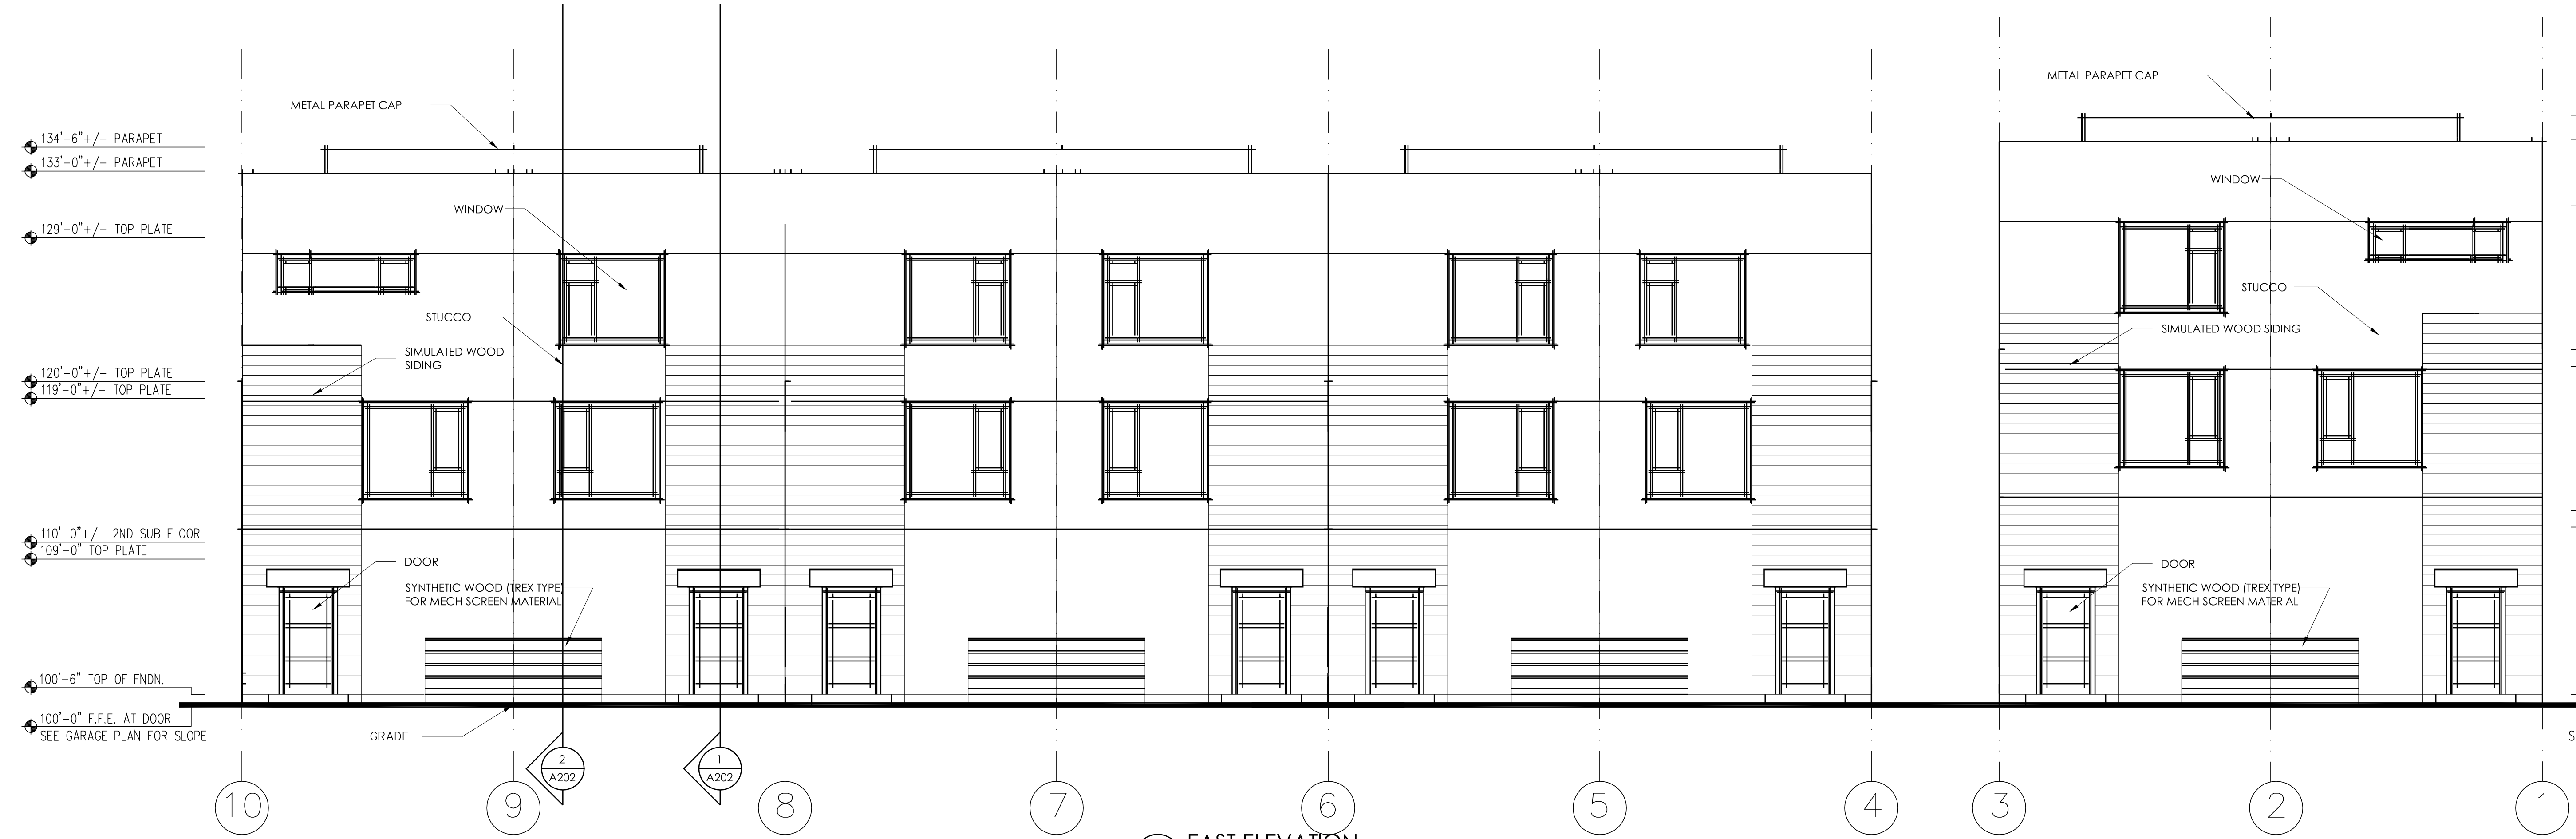 METAL PARAPET CAP
METAL PARAPET CAP
134'-6"+/- PARAPET
133'-0"+/- PARAPET
WINDOW
WINDOW
129'-0"+/- TOP PLATE
STUCCO
STUCCO
SIMULATED WOOD
SIDING
SIMULATED WOOD SIDING
120'-0"+/- TOP PLATE
119'-0"+/- TOP PLATE
110'-0"+/- 2ND SUB FLOOR
109'-0" TOP PLATE
DOOR
DOOR
SYNTHETIC WOOD (TREX TYPE)
FOR MECH SCREEN MATERIAL
SYNTHETIC WOOD (TREX TYPE)
FOR MECH SCREEN MATERIAL
100'-6" TOP OF FNDN.
100'-0" F.F.E. AT DOOR
SEE GARAGE PLAN FOR SLOPE
GRADE
2
A202
1
A202
10
9
8
7
6
5
4
3
2
1
EAST ELEVATION